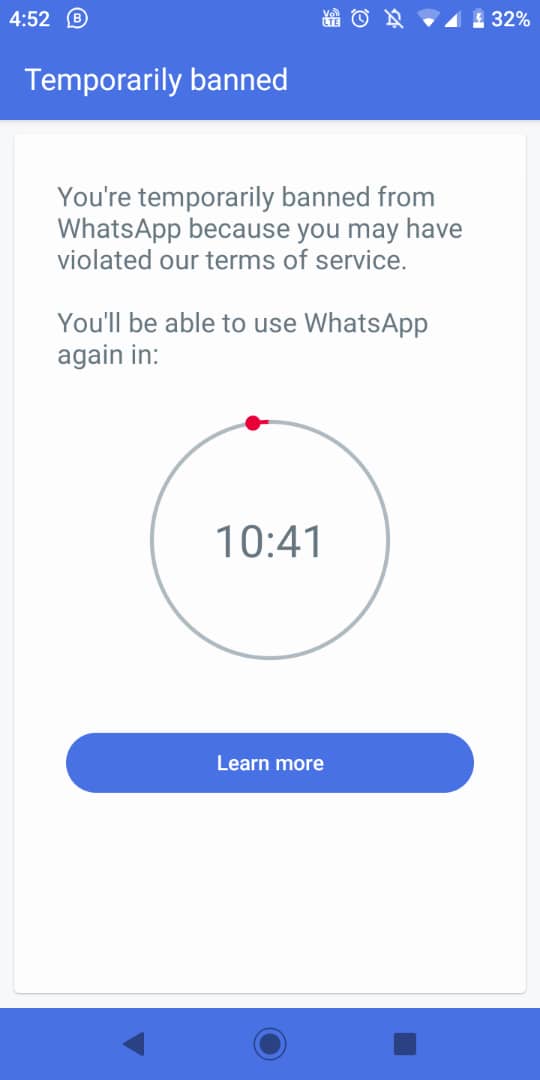 4:52 B VoD LTE 32%
Temporarily banned
You're temporarily banned from
WhatsApp because you may have
violated our terms of service.
You'll be able to use WhatsApp
again in:
10:41
Learn more